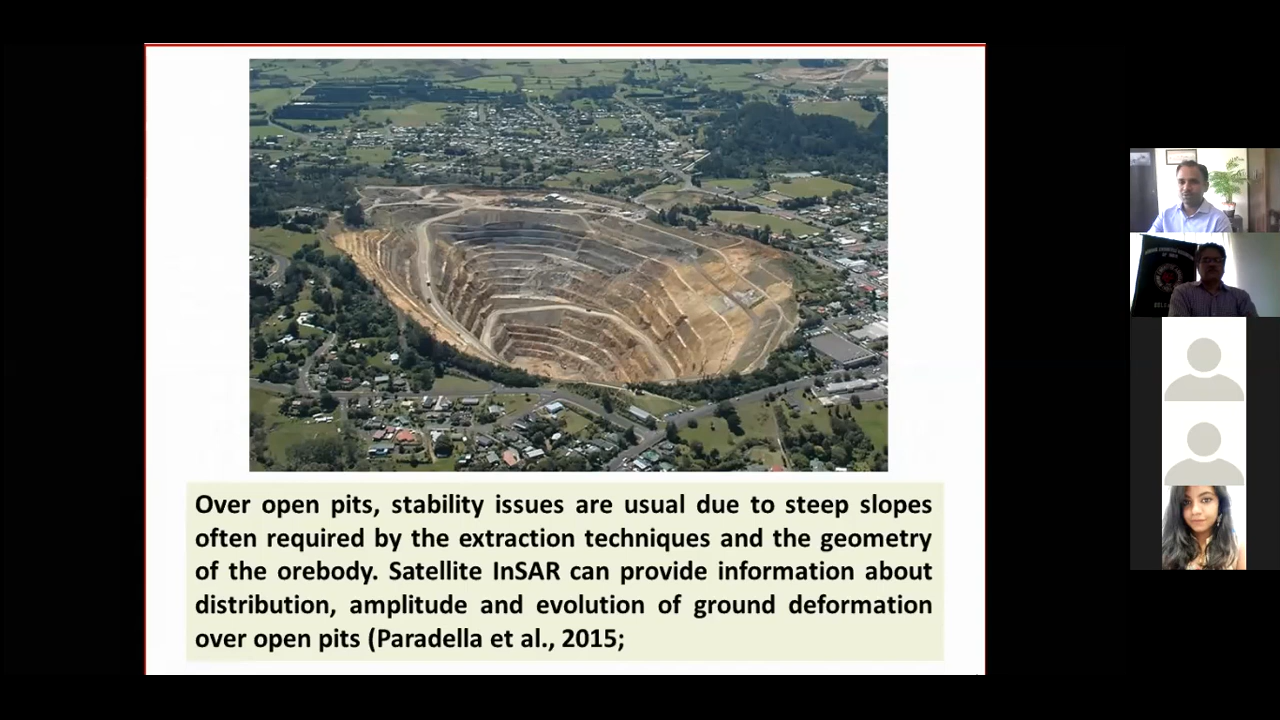 Over open pits, stability issues are usual due to steep slopes
often required by the extraction techniques and the geometry
of the orebody. Satellite InSAR can provide information about
distribution, amplitude and evolution of ground deformation
over open pits (Paradella et al., 2015;